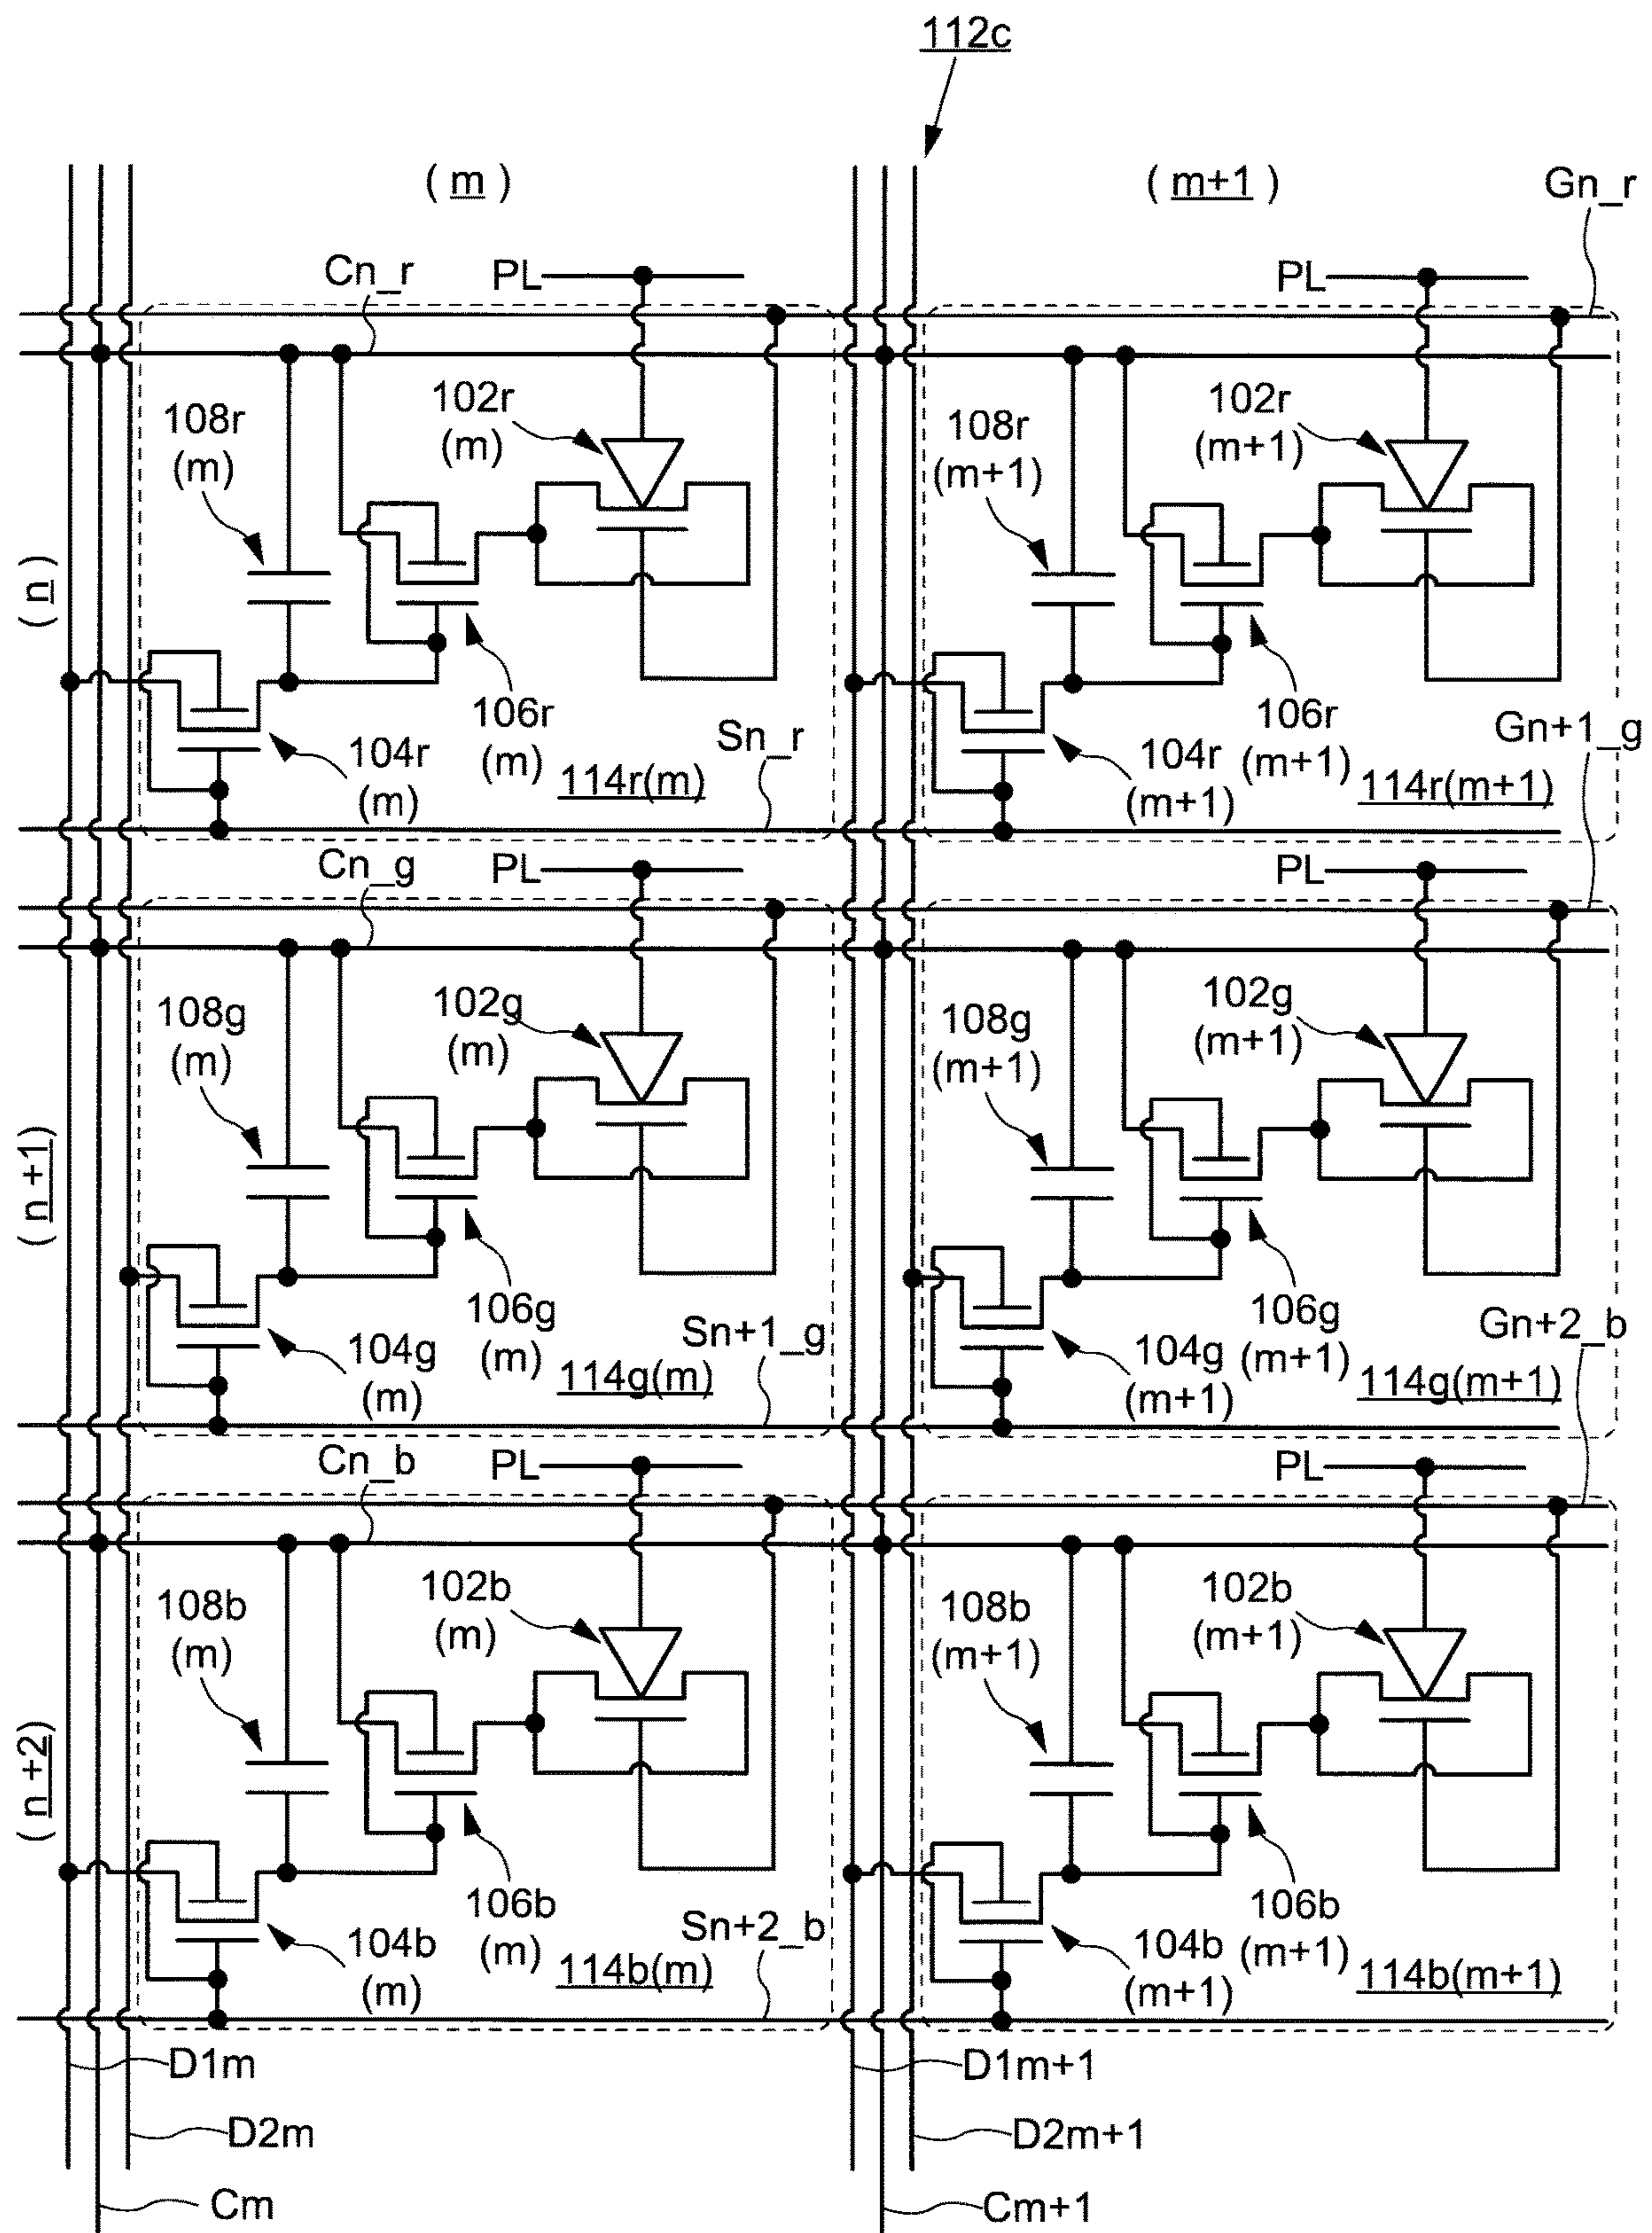 112c
( m )
( m+1 )
Gn_r
Cn_r
PL
PL
108r
(m)
102r
(m)
108r
(m+1)
102r
(m+1)
( n )
106r
(m)
104r
(m)
114r(m)
Sn_r
106r
(m+1)
104r
(m+1)
114r(m+1)
Gn+1_g
Cn_g
PL
PL
108g
(m)
102g
(m)
108g
(m+1)
102g
(m+1)
( n +1)
106g
(m)
104g
(m)
114g(m)
Sn+1_g
106g
(m+1)
104g
(m+1)
114g(m+1)
Gn+2_b
Cn_b
PL
PL
108b
(m)
102b
(m)
108b
(m+1)
102b
(m+1)
( n +2)
106b
(m)
104b
(m)
114b(m)
Sn+2_b
106b
(m+1)
104b
(m+1)
114b(m+1)
D1m
D1m+1
D2m
D2m+1
Cm
Cm+1